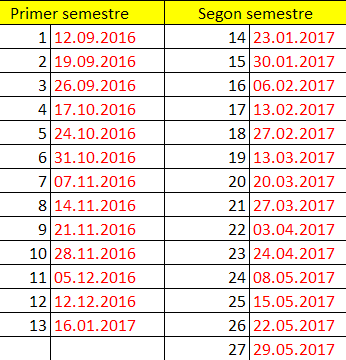 Primer semestre Segon semestre
1 12.09.2016 14 23.01.2017
2 19.09.2016 15 30.01.2017
3 26.09.2016 16 06.02.2017
4 17.10.2016 17 13.02.2017
5 24.10.2016 18 27.02.2017
6 31.10.2016 19 13.03.2017
7 07.11.2016 20 20.03.2017
8 14.11.2016 21 27.03.2017
9 21.11.2016 22 03.04.2017
10 28.11.2016 23 24.04.2017
11 05.12.2016 24 08.05.2017
12 12.12.2016 25 15.05.2017
13 16.01.2017 26 22.05.2017
27 29.05.2017